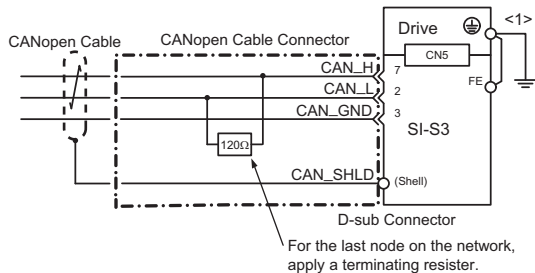 Drive
<1>
CANopen Cable
CANopen Cable Connector
CN5
CAN_H
7
FE
CAN_L
2
CAN_GND
3
SI-S3
120Ω
CAN_SHLD
(Shell)
D-sub Connector
For the last node on the network,
apply a terminating resister.